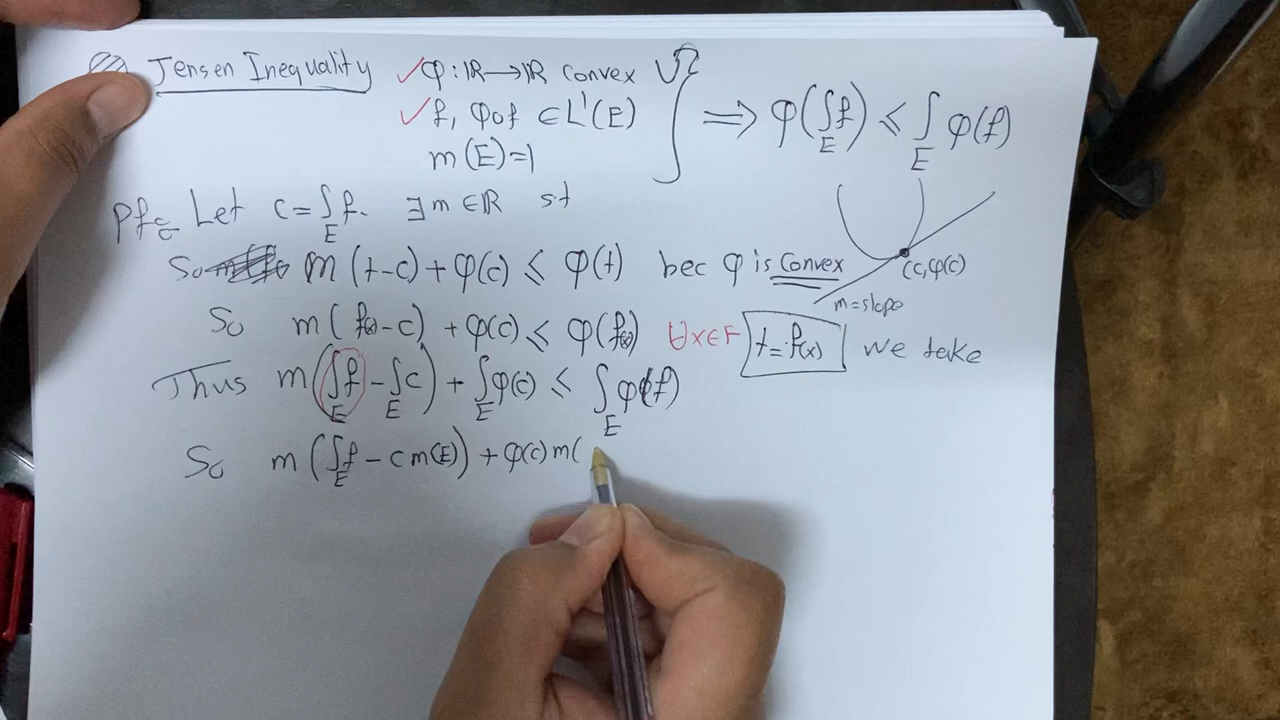 Jensen Inequality ✓ φ : ℝ → ℝ convex
✓ f, φof ∈ L¹(E)
m(E)=1
⟹ φ(∫_E f) ≤ ∫_E φ(f)
Pf: Let c = ∫_E f. ∃ m ∈ ℝ s.t
So m(t-c) + φ(c) ≤ φ(t) bec φ is convex
(c, φ(c))
m = slope
So m(f(x) - c) + φ(c) ≤ φ(f(x)) ∀x∈E t = f(x) we take
Thus m(∫_E f - ∫_E c) + ∫_E φ(c) ≤ ∫_E φ(f)
So m(∫_E f - c m(E)) + φ(c) m(